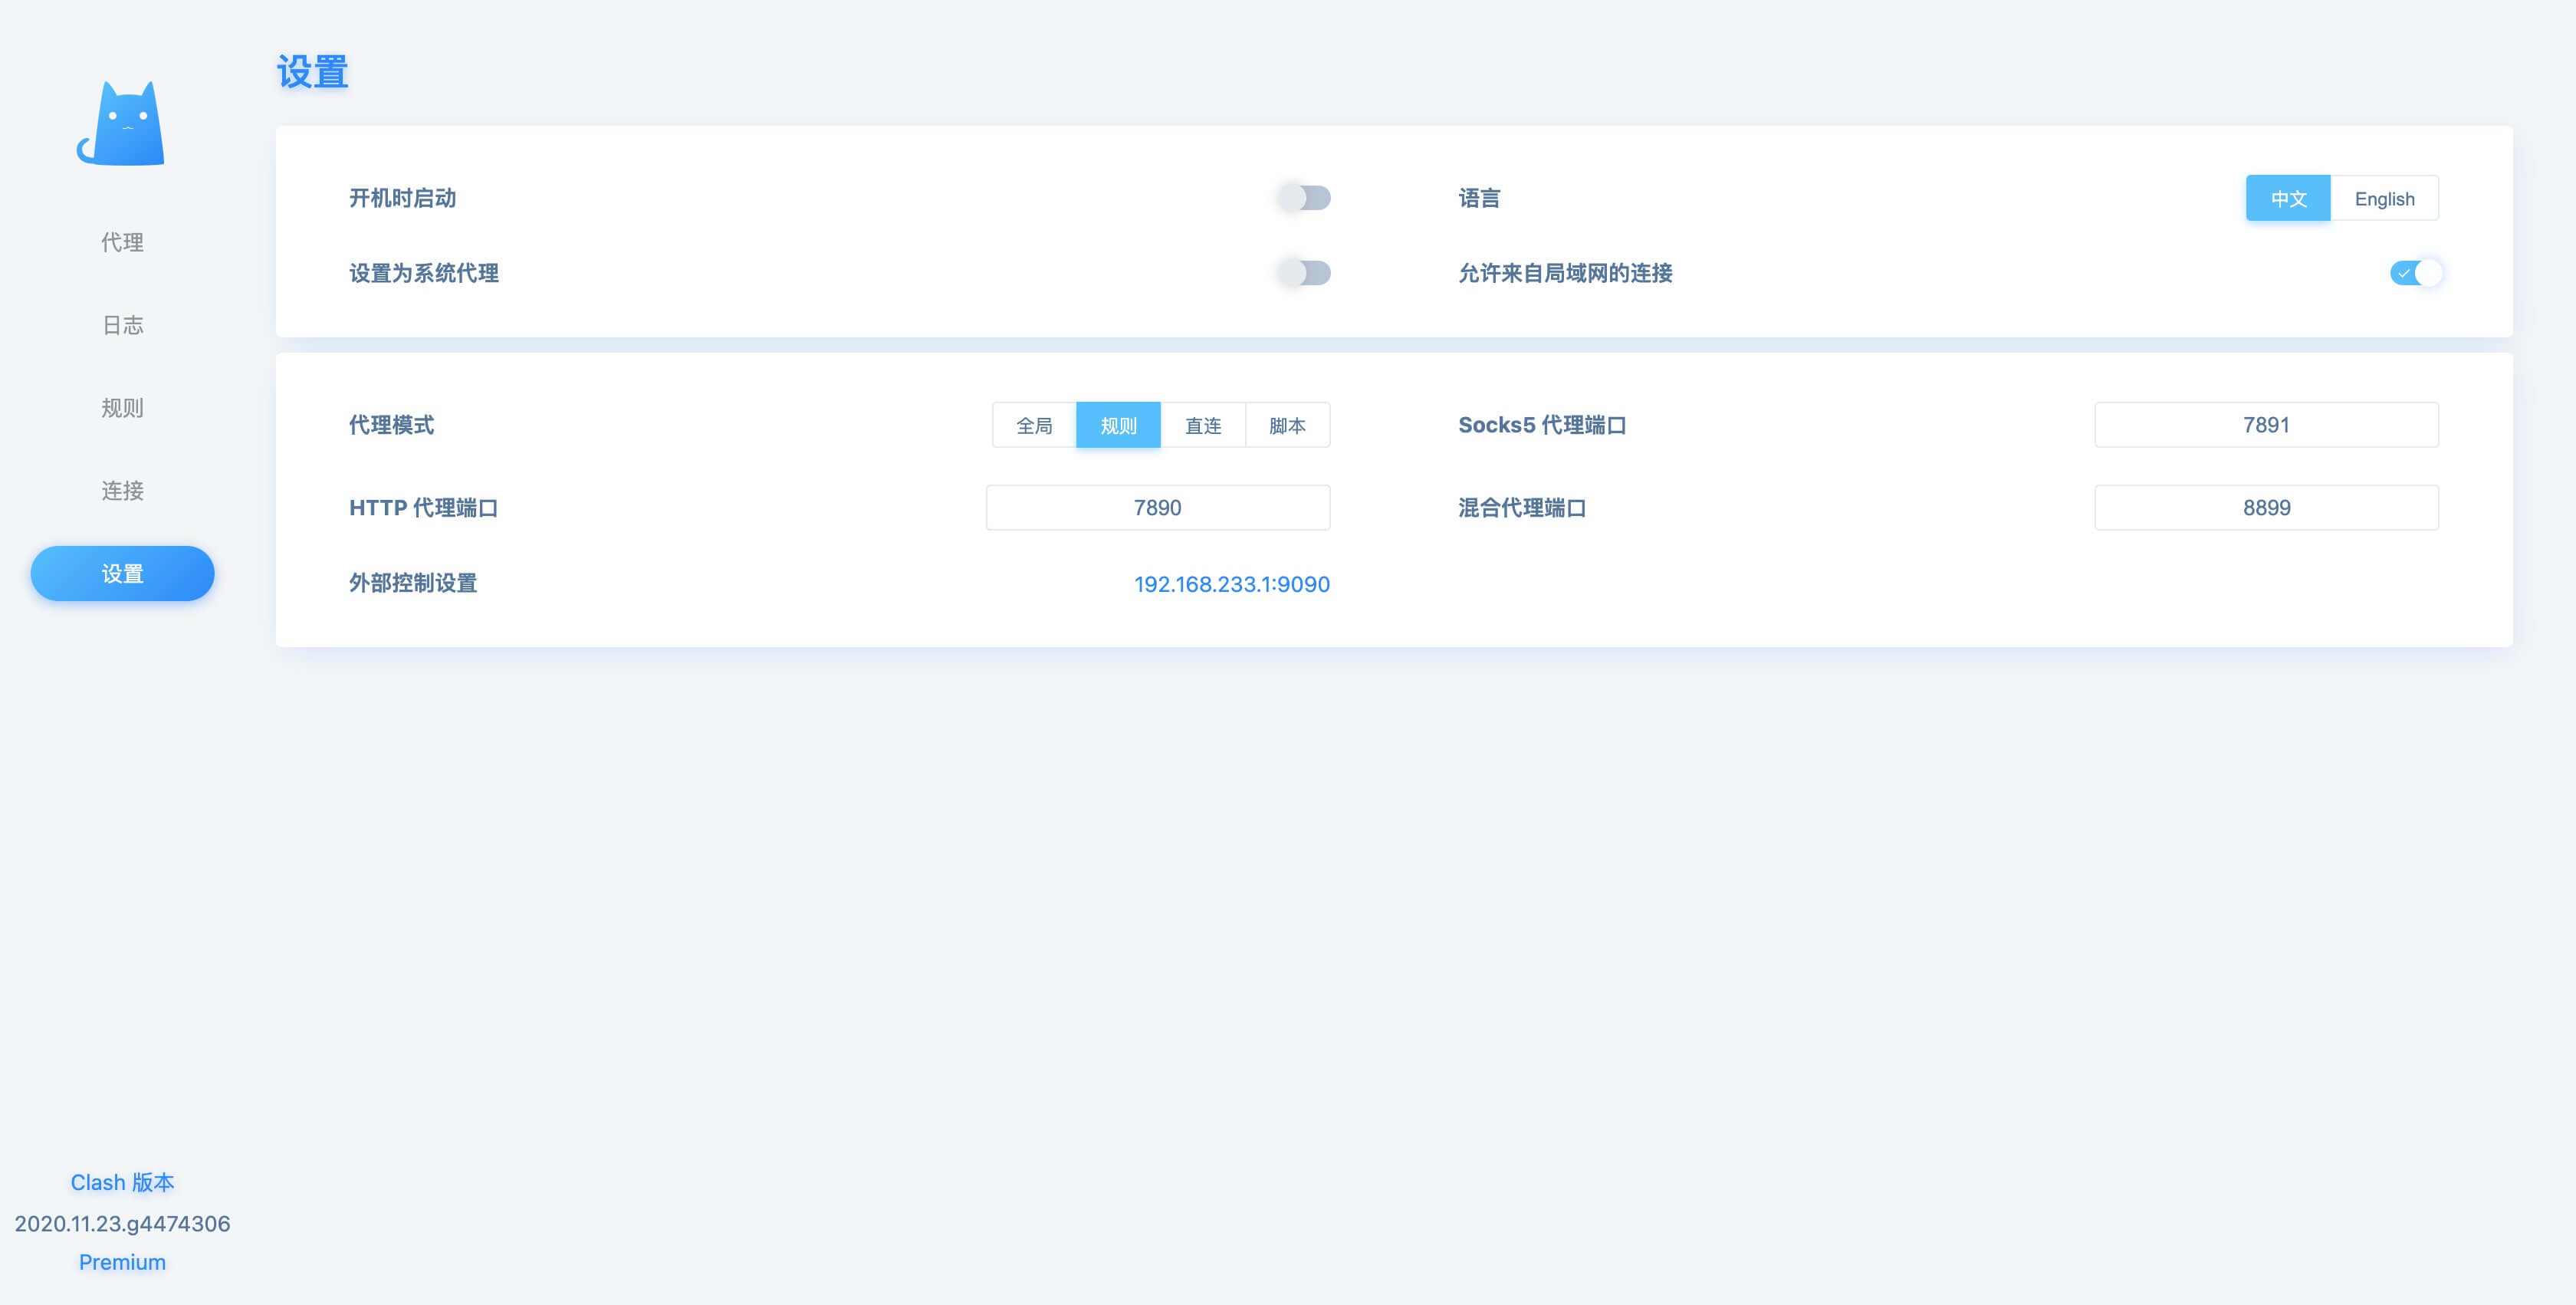 设置
代理
日志
规则
连接
设置
Clash 版本
2020.11.23.g4474306
Premium
开机时启动
语言
中文 English
设置为系统代理
允许来自局域网的连接
代理模式
全局 规则 直连 脚本
Socks5 代理端口
7891
HTTP 代理端口
7890
混合代理端口
8899
外部控制设置
192.168.233.1:9090